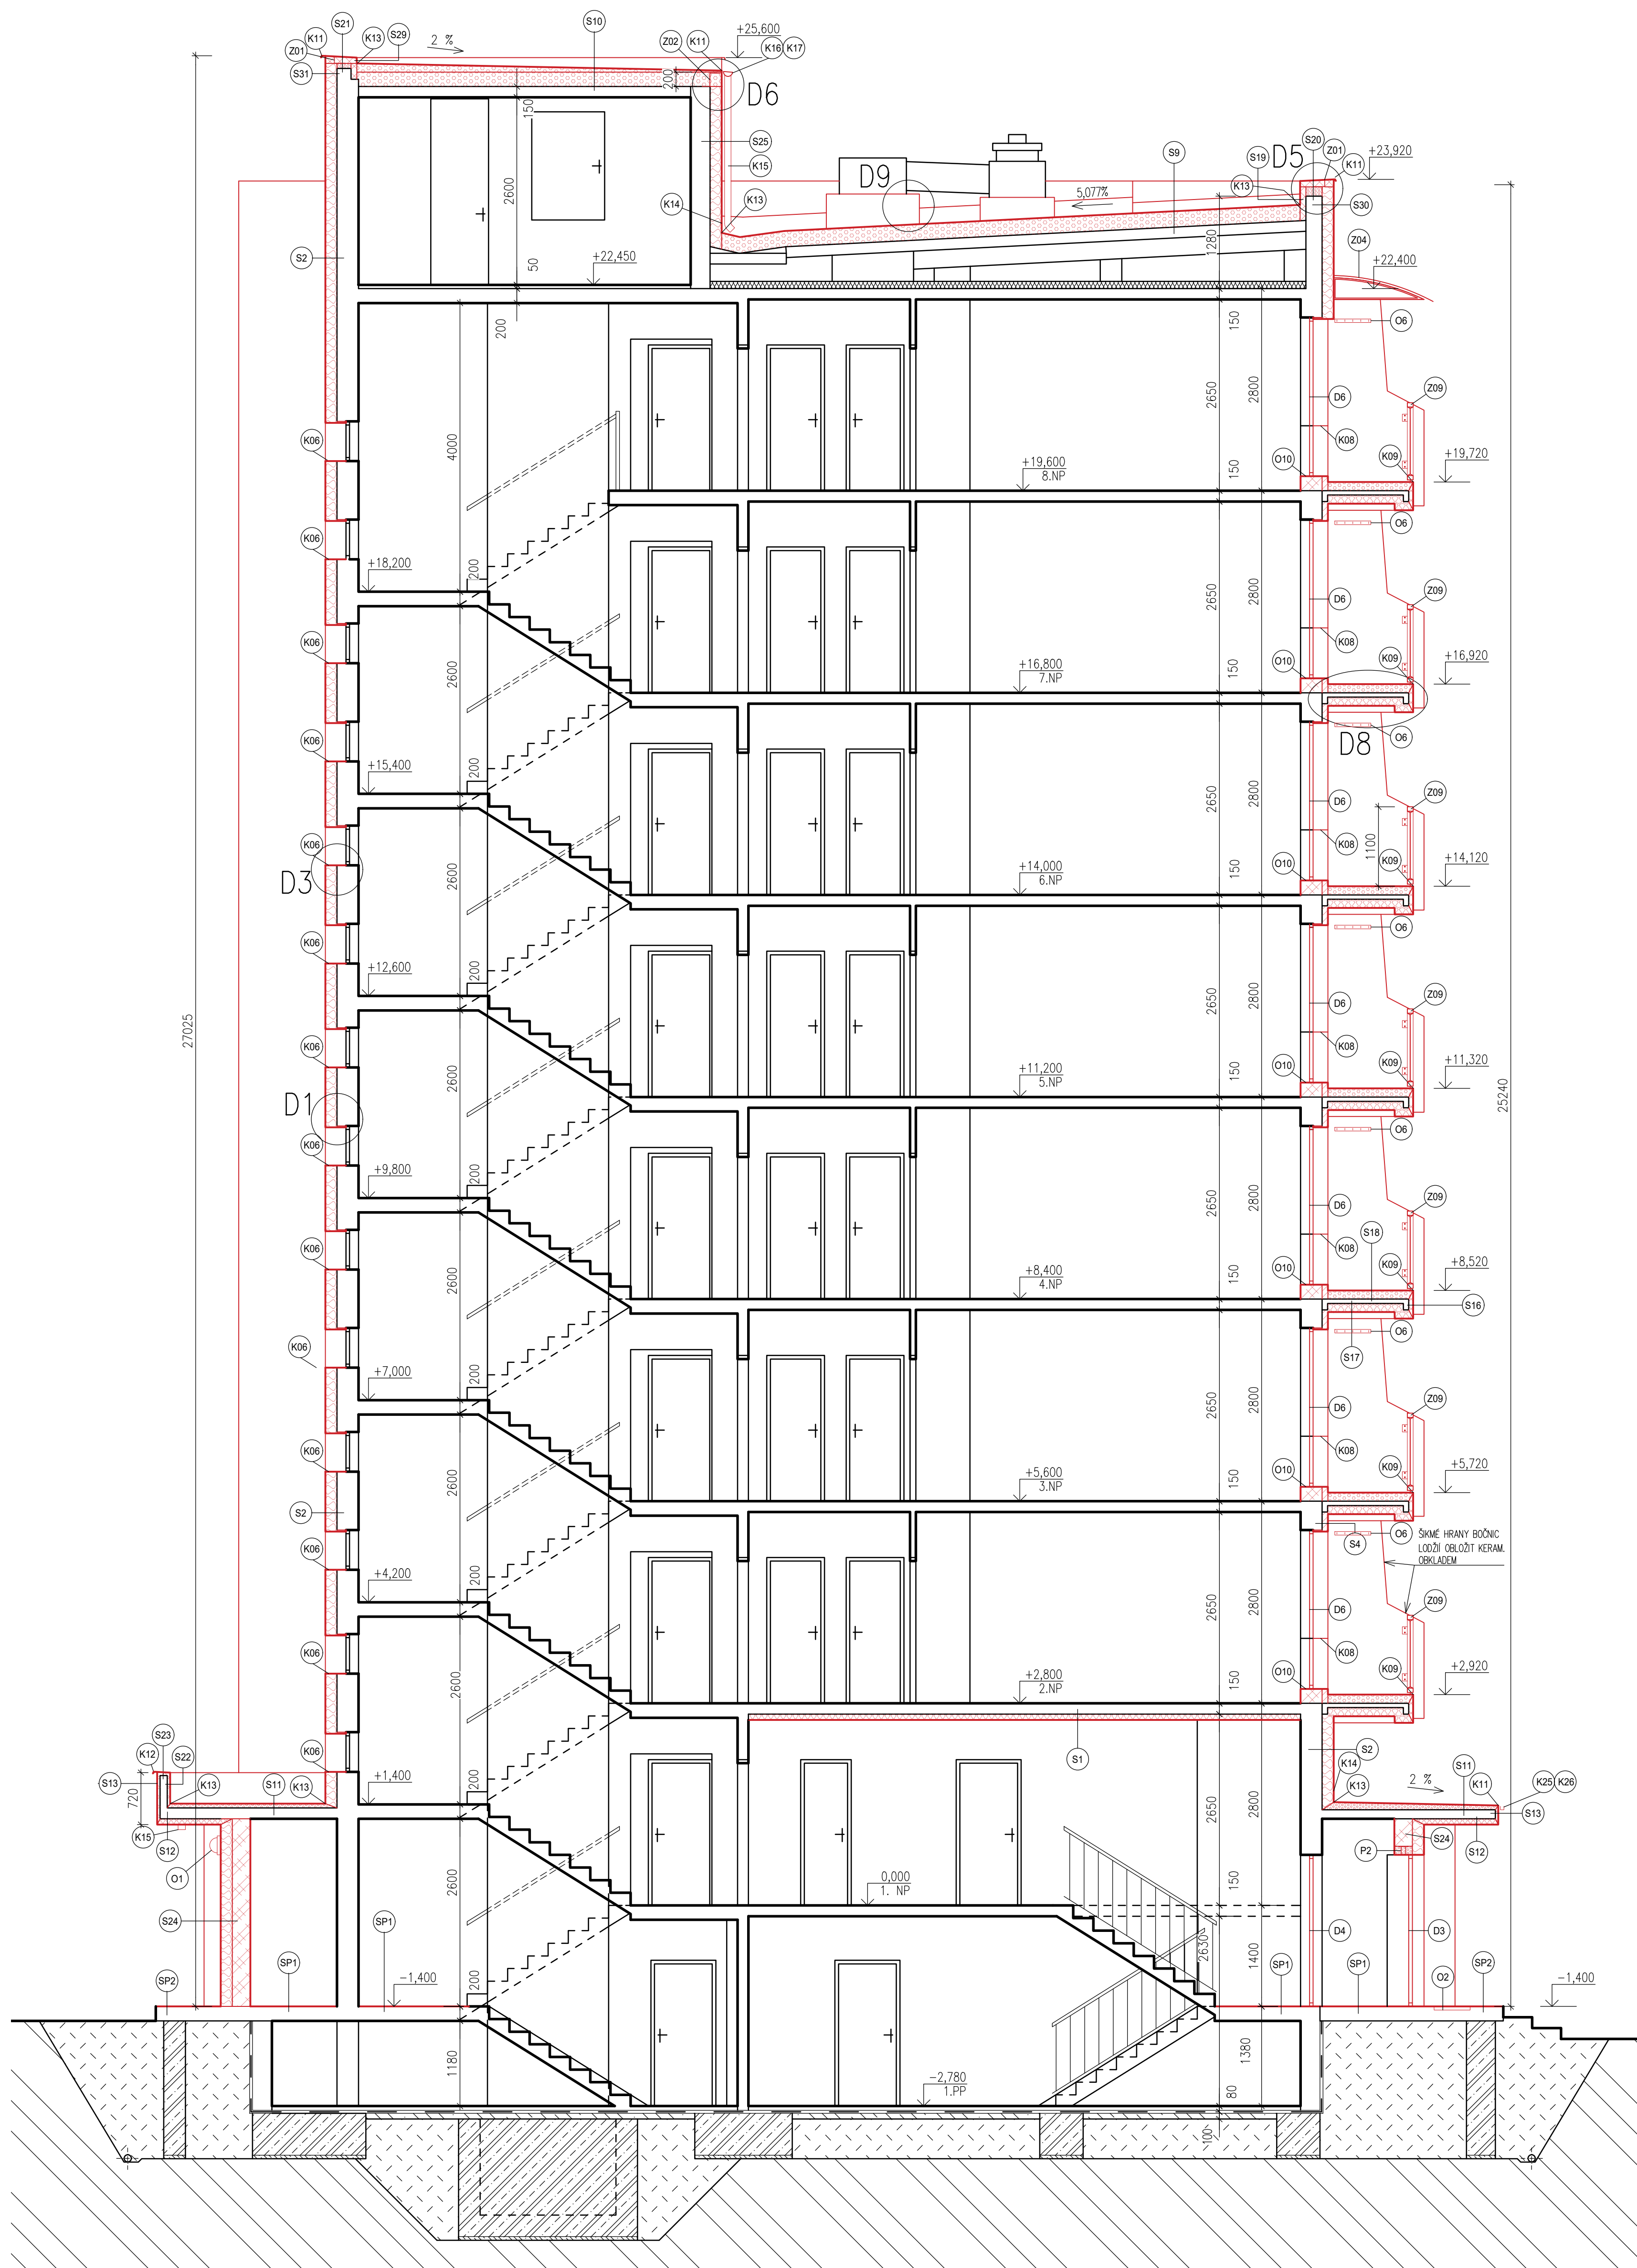 S21
S10
K11
K13
S29
2 %
Z02
K11
+25,600
K16
K17
Z01
S31
200
D6
150
S25
K15
2600
D9
S9
S19
D5
S20
Z01
K11
+23,920
K13
5,077%
S30
K14
K13
1280
Z04
S2
+22,450
50
+22,400
200
150
O6
2650
2800
D6
Z09
K06
4000
K08
K09
+19,720
+19,600
8.NP
150
O10
K06
O6
+18,200
200
150
2650
2800
D6
Z09
K06
2600
K08
K09
+16,920
+16,800
7.NP
150
O10
K06
D8
O6
+15,400
200
2650
2800
D6
Z09
1100
K06
2600
K08
K09
+14,120
D3
+14,000
6.NP
150
O10
K06
O6
+12,600
200
27025
2650
2800
D6
Z09
K06
2600
K08
K09
+11,320
25240
D1
+11,200
5.NP
150
O10
K06
O6
+9,800
200
2650
2800
D6
Z09
K06
2600
K08
S18
K09
+8,520
+8,400
4.NP
150
O10
S16
K06
O6
S17
+7,000
200
2650
2800
D6
Z09
K06
2600
K08
K09
+5,720
+5,600
3.NP
150
O10
S2
K06
S4
O6
ŠIKMÉ HRANY BOČNIC
LODŽIÍ OBLOŽIT KERAM.
OBKLADEM
+4,200
200
2650
2800
D6
Z09
K06
2600
K08
K09
+2,920
+2,800
2.NP
150
O10
S23
K12
S22
K06
S1
S2
K14
S13
K13
S11
K13
+1,400
200
K13
2 %
S11
K11
K25
K26
S13
720
2650
2800
K15
S12
O1
P2
S24
S12
2600
0,000
1. NP
150
S24
SP1
D4
D3
2630
1400
SP2
SP1
-1,400
200
SP1
SP1
O2
SP2
-1,400
1180
-2,780
1.PP
1380
80
100